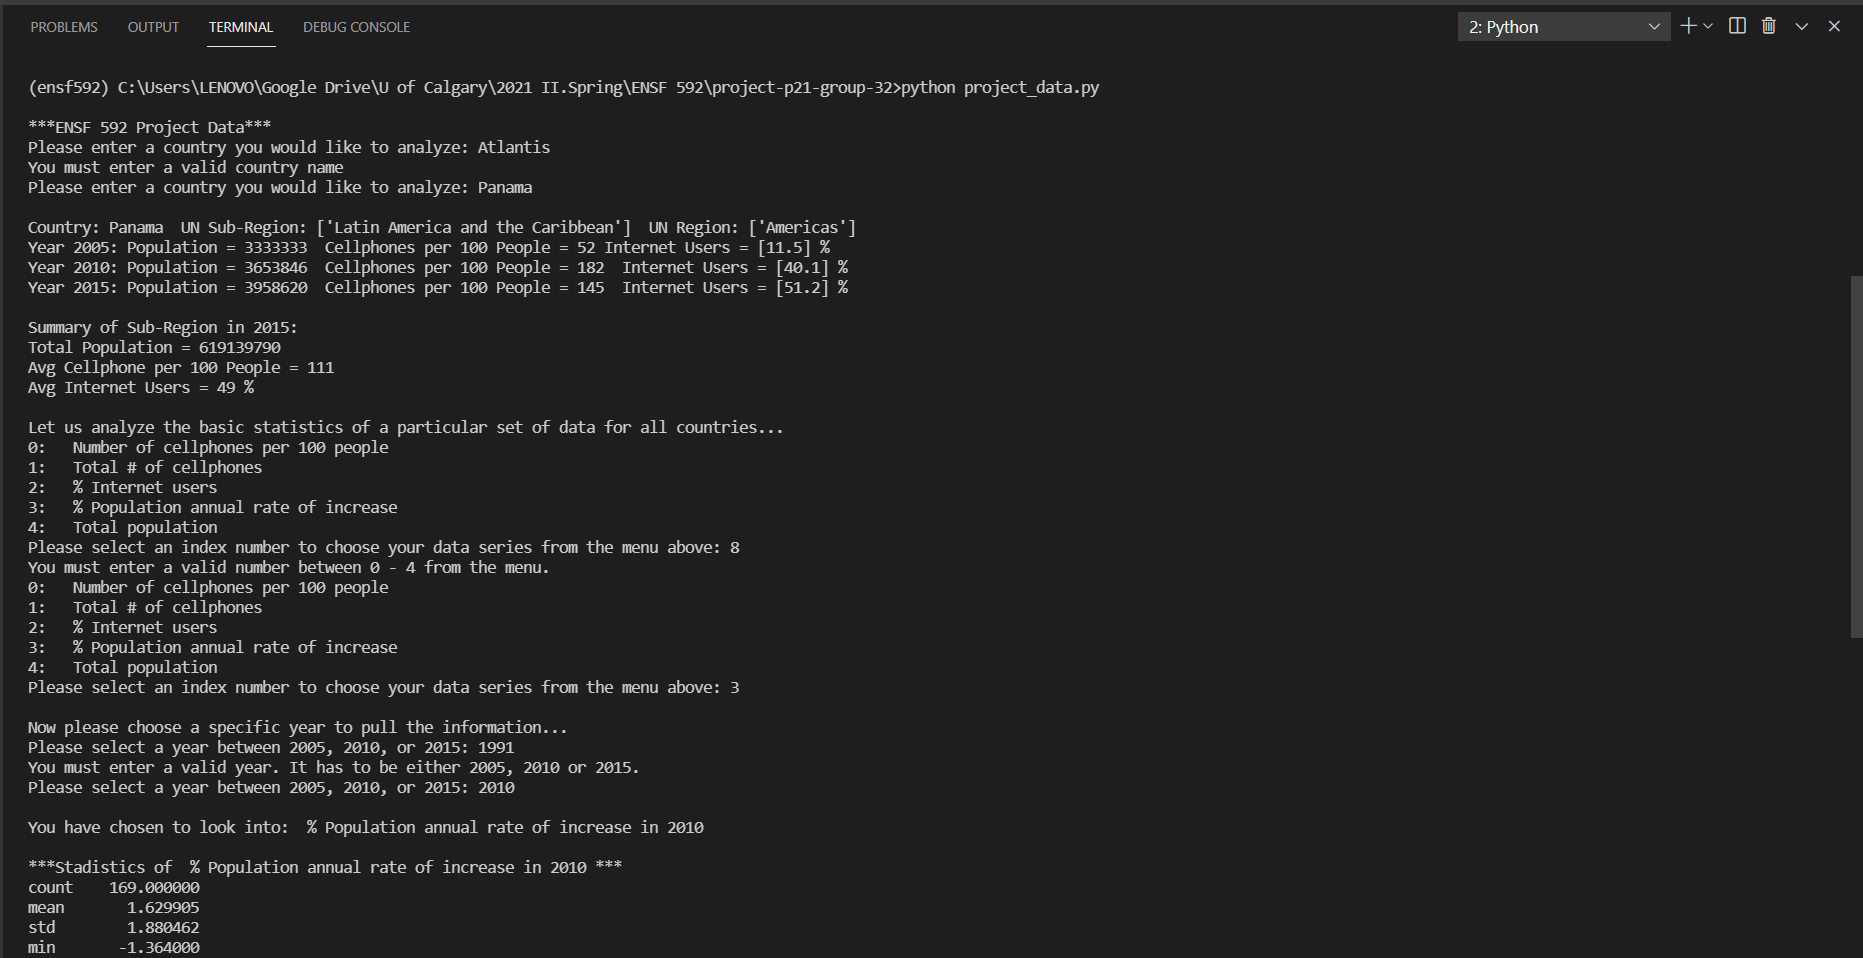 PROBLEMS OUTPUT TERMINAL DEBUG CONSOLE 2: Python
(ensf592) C:\Users\LENOVO\Google Drive\U of Calgary\2021 II.Spring\ENSF 592\project-p21-group-32>python project_data.py
***ENSF 592 Project Data***
Please enter a country you would like to analyze: Atlantis
You must enter a valid country name
Please enter a country you would like to analyze: Panama
Country: Panama  UN Sub-Region: ['Latin America and the Caribbean']  UN Region: ['Americas']
Year 2005: Population = 3333333  Cellphones per 100 People = 52 Internet Users = [11.5] %
Year 2010: Population = 3653846  Cellphones per 100 People = 182  Internet Users = [40.1] %
Year 2015: Population = 3958620  Cellphones per 100 People = 145  Internet Users = [51.2] %
Summary of Sub-Region in 2015:
Total Population = 619139790
Avg Cellphone per 100 People = 111
Avg Internet Users = 49 %
Let us analyze the basic statistics of a particular set of data for all countries...
0:   Number of cellphones per 100 people
1:   Total # of cellphones
2:   % Internet users
3:   % Population annual rate of increase
4:   Total population
Please select an index number to choose your data series from the menu above: 8
You must enter a valid number between 0 - 4 from the menu.
0:   Number of cellphones per 100 people
1:   Total # of cellphones
2:   % Internet users
3:   % Population annual rate of increase
4:   Total population
Please select an index number to choose your data series from the menu above: 3
Now please choose a specific year to pull the information...
Please select a year between 2005, 2010, or 2015: 1991
You must enter a valid year. It has to be either 2005, 2010 or 2015.
Please select a year between 2005, 2010, or 2015: 2010
You have chosen to look into:  % Population annual rate of increase in 2010
***Stadistics of  % Population annual rate of increase in 2010 ***
count    169.000000
mean       1.629905
std        1.880462
min       -1.364000